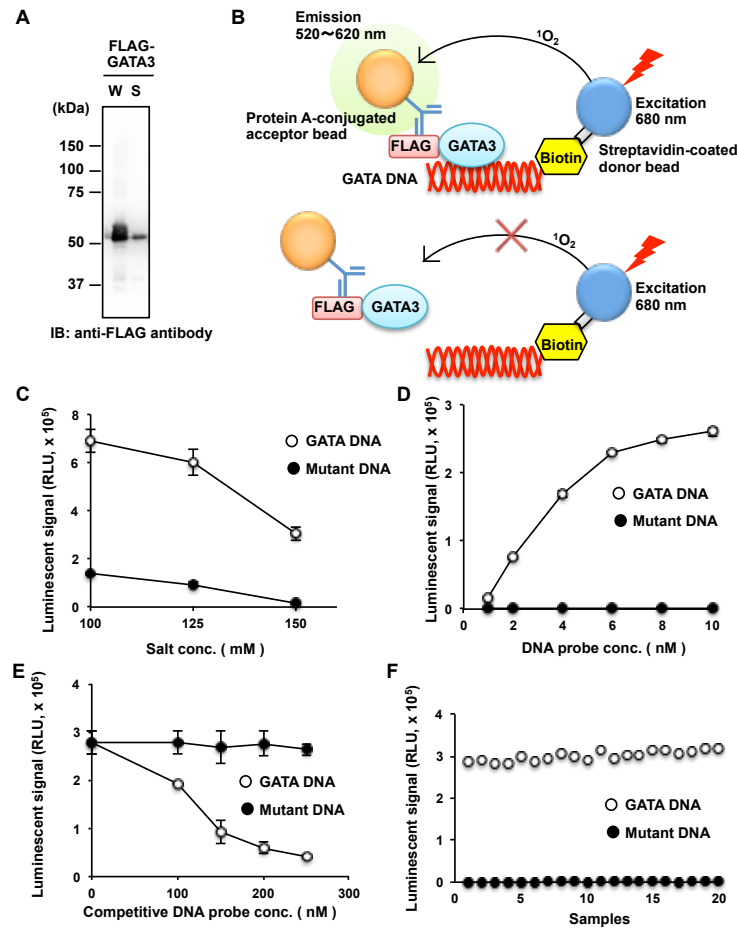 A
FLAG-
GATA3
W S
(kDa)
150
100
75
50
37
IB: anti-FLAG antibody
B
Emission
520～620 nm
¹O₂
Excitation
680 nm
Protein A-conjugated
acceptor bead
FLAG
GATA3
Biotin
Streptavidin-coated
donor bead
GATA DNA
¹O₂
Excitation
680 nm
FLAG
GATA3
Biotin
C
Luminescent signal (RLU, x 10⁵)
8
6
4
2
0
100
125
150
Salt conc. ( mM )
GATA DNA
Mutant DNA
D
Luminescent signal (RLU, x 10⁵)
3
2
1
0
0 2 4 6 8 10
DNA probe conc. ( nM )
GATA DNA
Mutant DNA
E
Luminescent signal (RLU, x 10⁵)
4
3
2
1
0
0 100 200 300
Competitive DNA probe conc. ( nM )
GATA DNA
Mutant DNA
F
Luminescent signal (RLU, x 10⁵)
4
3
2
1
0
0 5 10 15 20
Samples
GATA DNA
Mutant DNA